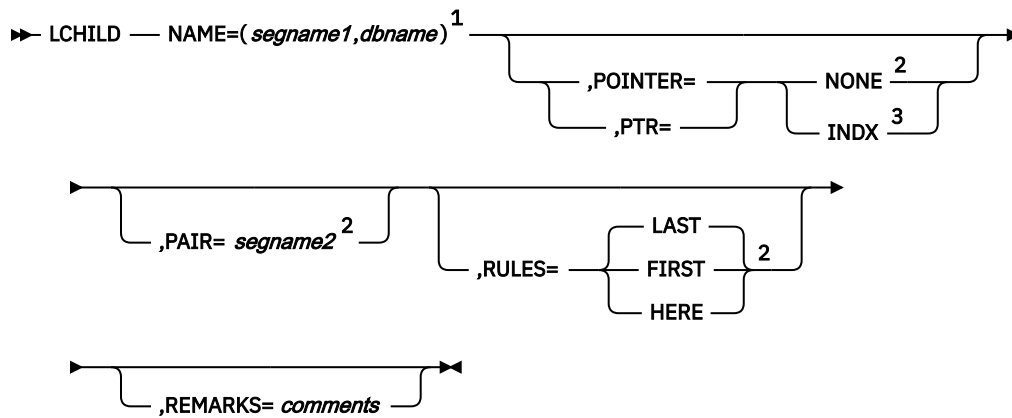 LCHILD NAME=(segname1,dbname) 1
,POINTER= NONE 2
,PTR= INDX 3
,PAIR= segname2 2
LAST
,RULES= FIRST 2
HERE
,REMARKS= comments